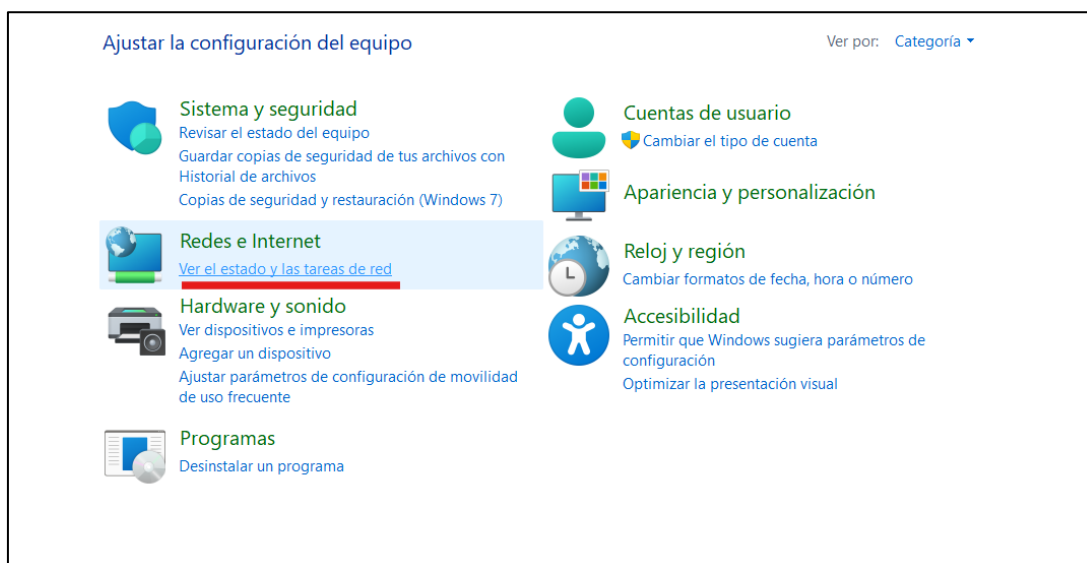 Ajustar la configuración del equipo
Ver por: Categoría
Sistema y seguridad
Revisar el estado del equipo
Guardar copias de seguridad de tus archivos con
Historial de archivos
Copias de seguridad y restauración (Windows 7)
Redes e Internet
Ver el estado y las tareas de red
Hardware y sonido
Ver dispositivos e impresoras
Agregar un dispositivo
Ajustar parámetros de configuración de movilidad
de uso frecuente
Programas
Desinstalar un programa
Cuentas de usuario
Cambiar el tipo de cuenta
Apariencia y personalización
Reloj y región
Cambiar formatos de fecha, hora o número
Accesibilidad
Permitir que Windows sugiera parámetros de
configuración
Optimizar la presentación visual